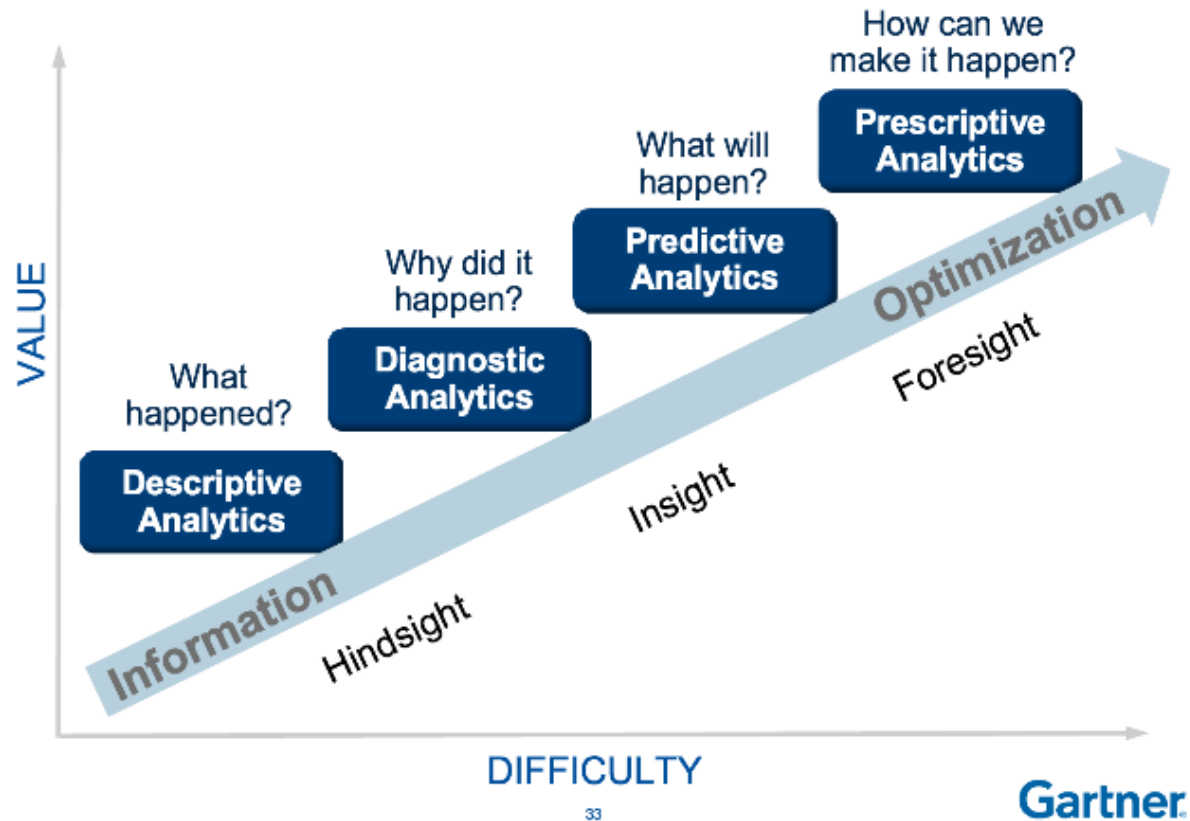 How can we
make it happen?
Prescriptive
Analytics
What will
happen?
Predictive
Analytics
Why did it
happen?
Diagnostic
Analytics
What
happened?
Descriptive
Analytics
Information
Optimization
Hindsight
Insight
Foresight
VALUE
DIFFICULTY
33
Gartner